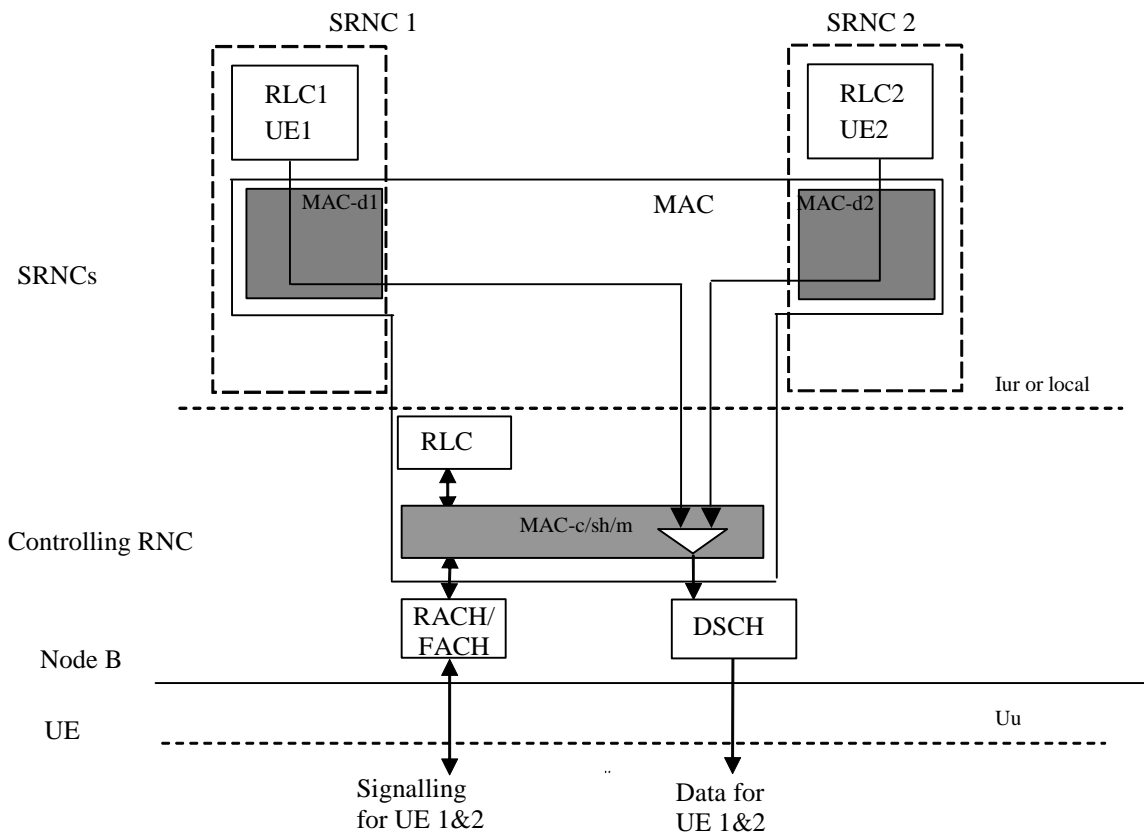 SRNC 1
SRNC 2
RLC1
UE1
RLC2
UE2
MAC-d1
MAC
MAC-d2
SRNCs
Iur or local
RLC
MAC-c/sh/m
Controlling RNC
RACH/
FACH
DSCH
Node B
UE
Uu
Signalling
for UE 1&2
..
Data for
UE 1&2